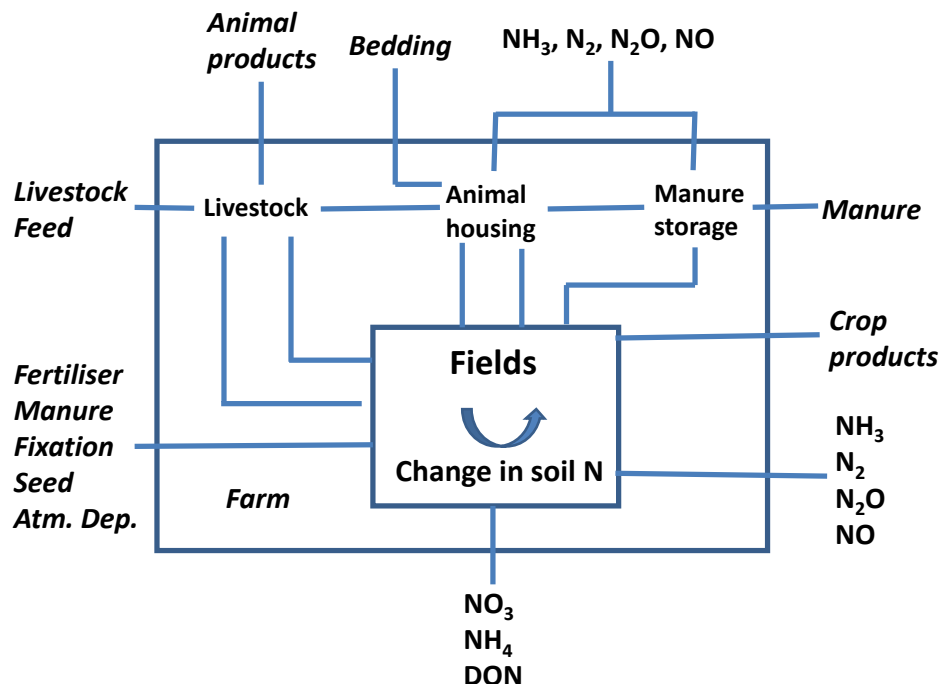 Animal
products
Bedding
NH₃, N₂, N₂O, NO
Livestock
Feed
Livestock
Animal
housing
Manure
storage
Manure
Fields
Crop
products
Fertiliser
Manure
Fixation
Seed
Atm. Dep.
Change in soil N
Farm
NH₃
N₂
N₂O
NO
NO₃
NH₄
DON